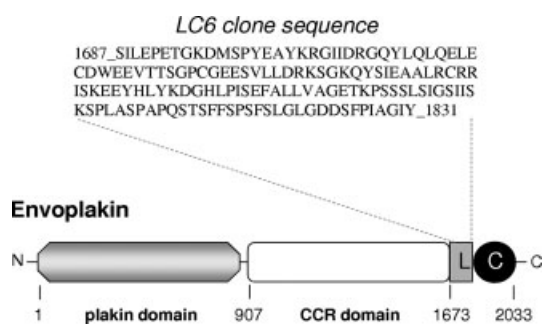 LC6 clone sequence
1687_SILEPETGKDMSPYEAYKRGIIDRGQYLQLQELE
CDWEEVTTSGPCGEESVLLDRKSGKQYSIEAALRCRR
ISKEEYHLYKDGHLPISEFALLVAGETKPSSSLSIGSIIS
KSPLASPAPQSTSFFSPSFSLGLGDDSFPIAGIY_1831
Envoplakin
N L C C
1 plakin domain 907 CCR domain 1673 2033